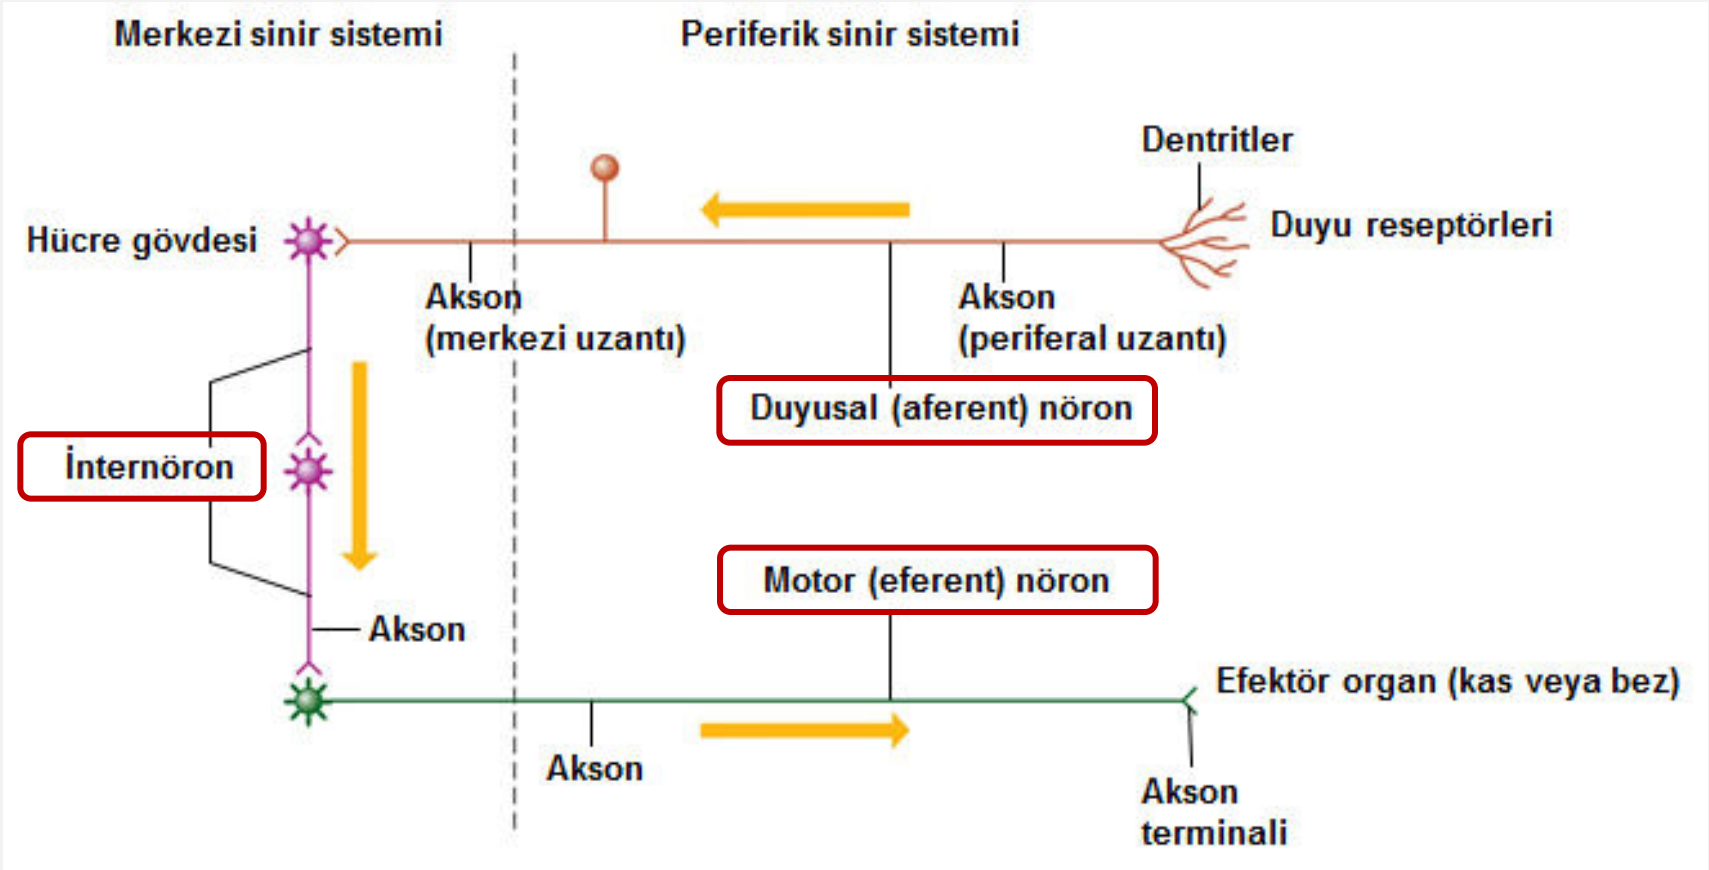 Merkezi sinir sistemi
Periferik sinir sistemi
Dentritler
Duyu reseptörleri
Hücre gövdesi
Akson
(merkezi uzantı)
Akson
(periferal uzantı)
Duyusal (aferent) nöron
İnternöron
Motor (eferent) nöron
Akson
Efektör organ (kas veya bez)
Akson
Akson
terminali